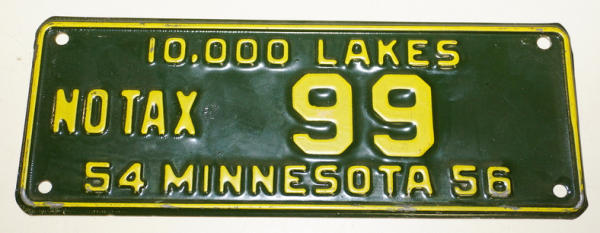 10,000 LAKES
NO TAX 99
54 MINNESOTA 56